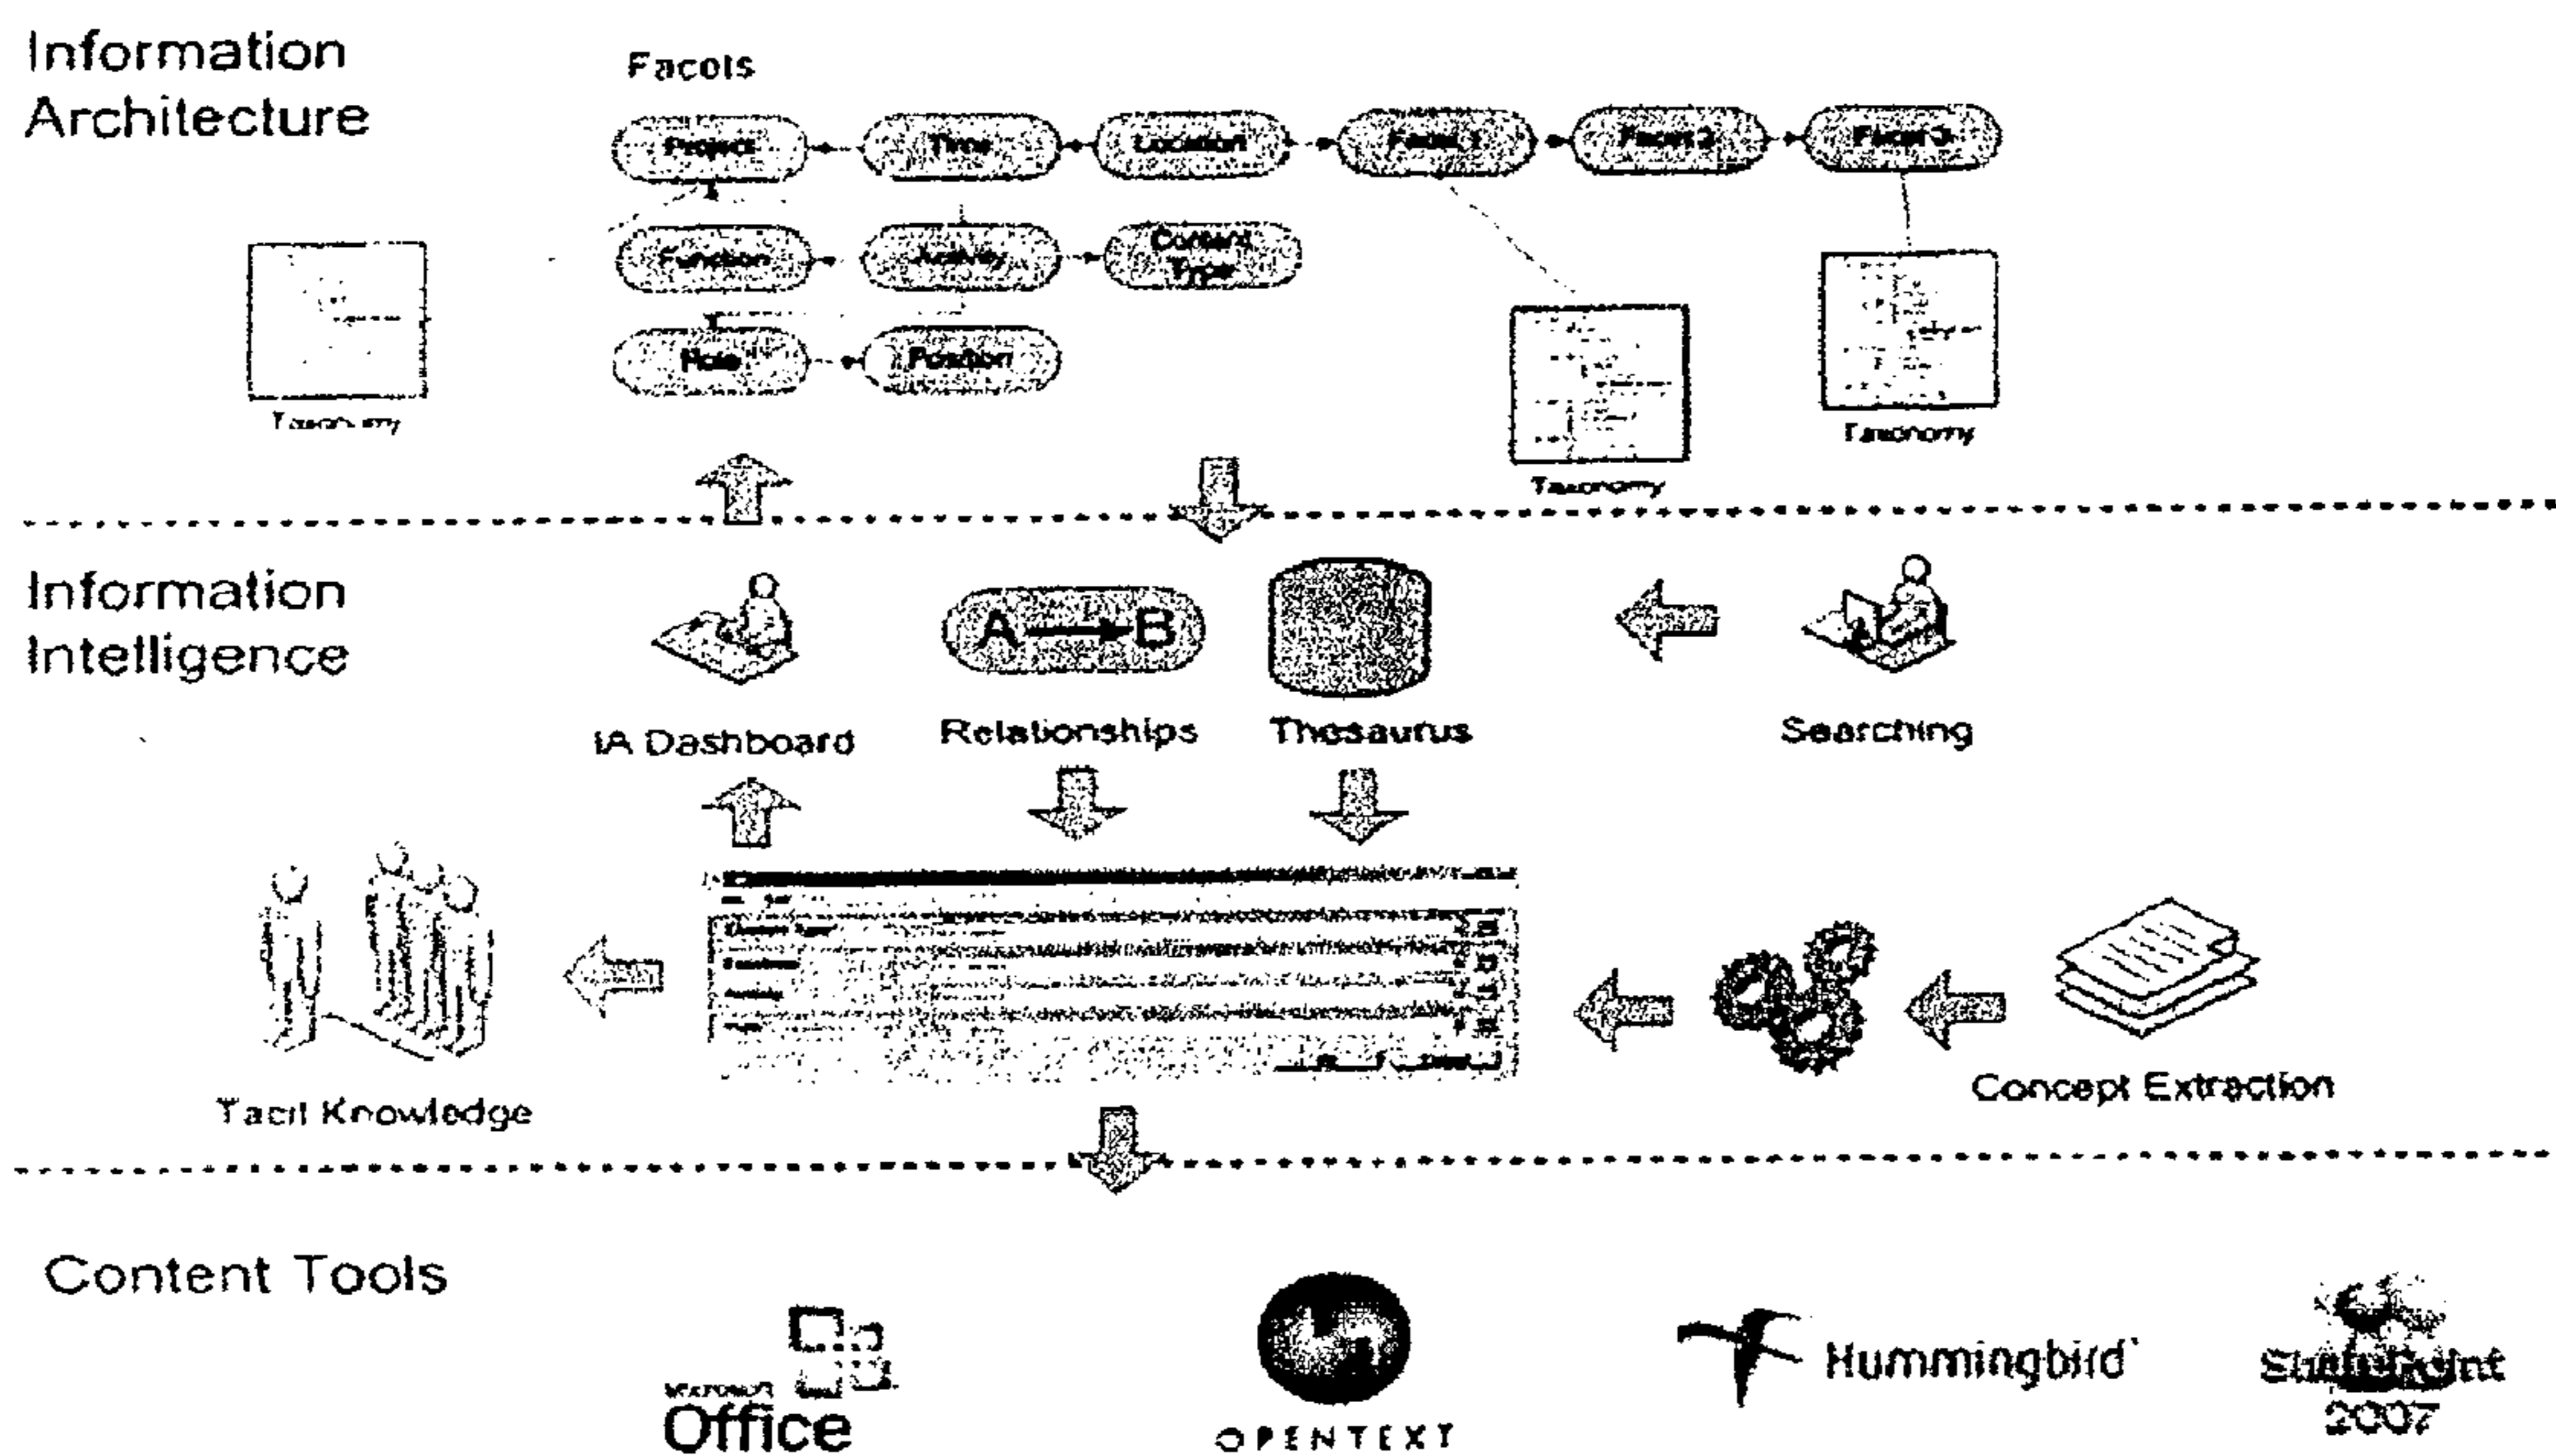 Information
Architecture
Facets
Project
Time
Location
Facet 1
Facet 2
Facet 3
Function
Activity
Content
Type
Role
Position
Taxonomy
Taxonomy
Taxonomy
Information
Intelligence
A
B
IA Dashboard
Relationships
Thesaurus
Searching
Tacit Knowledge
Concept Extraction
Content Tools
Microsoft
Office
OPENTEXT
Hummingbird
SharePoint
2007